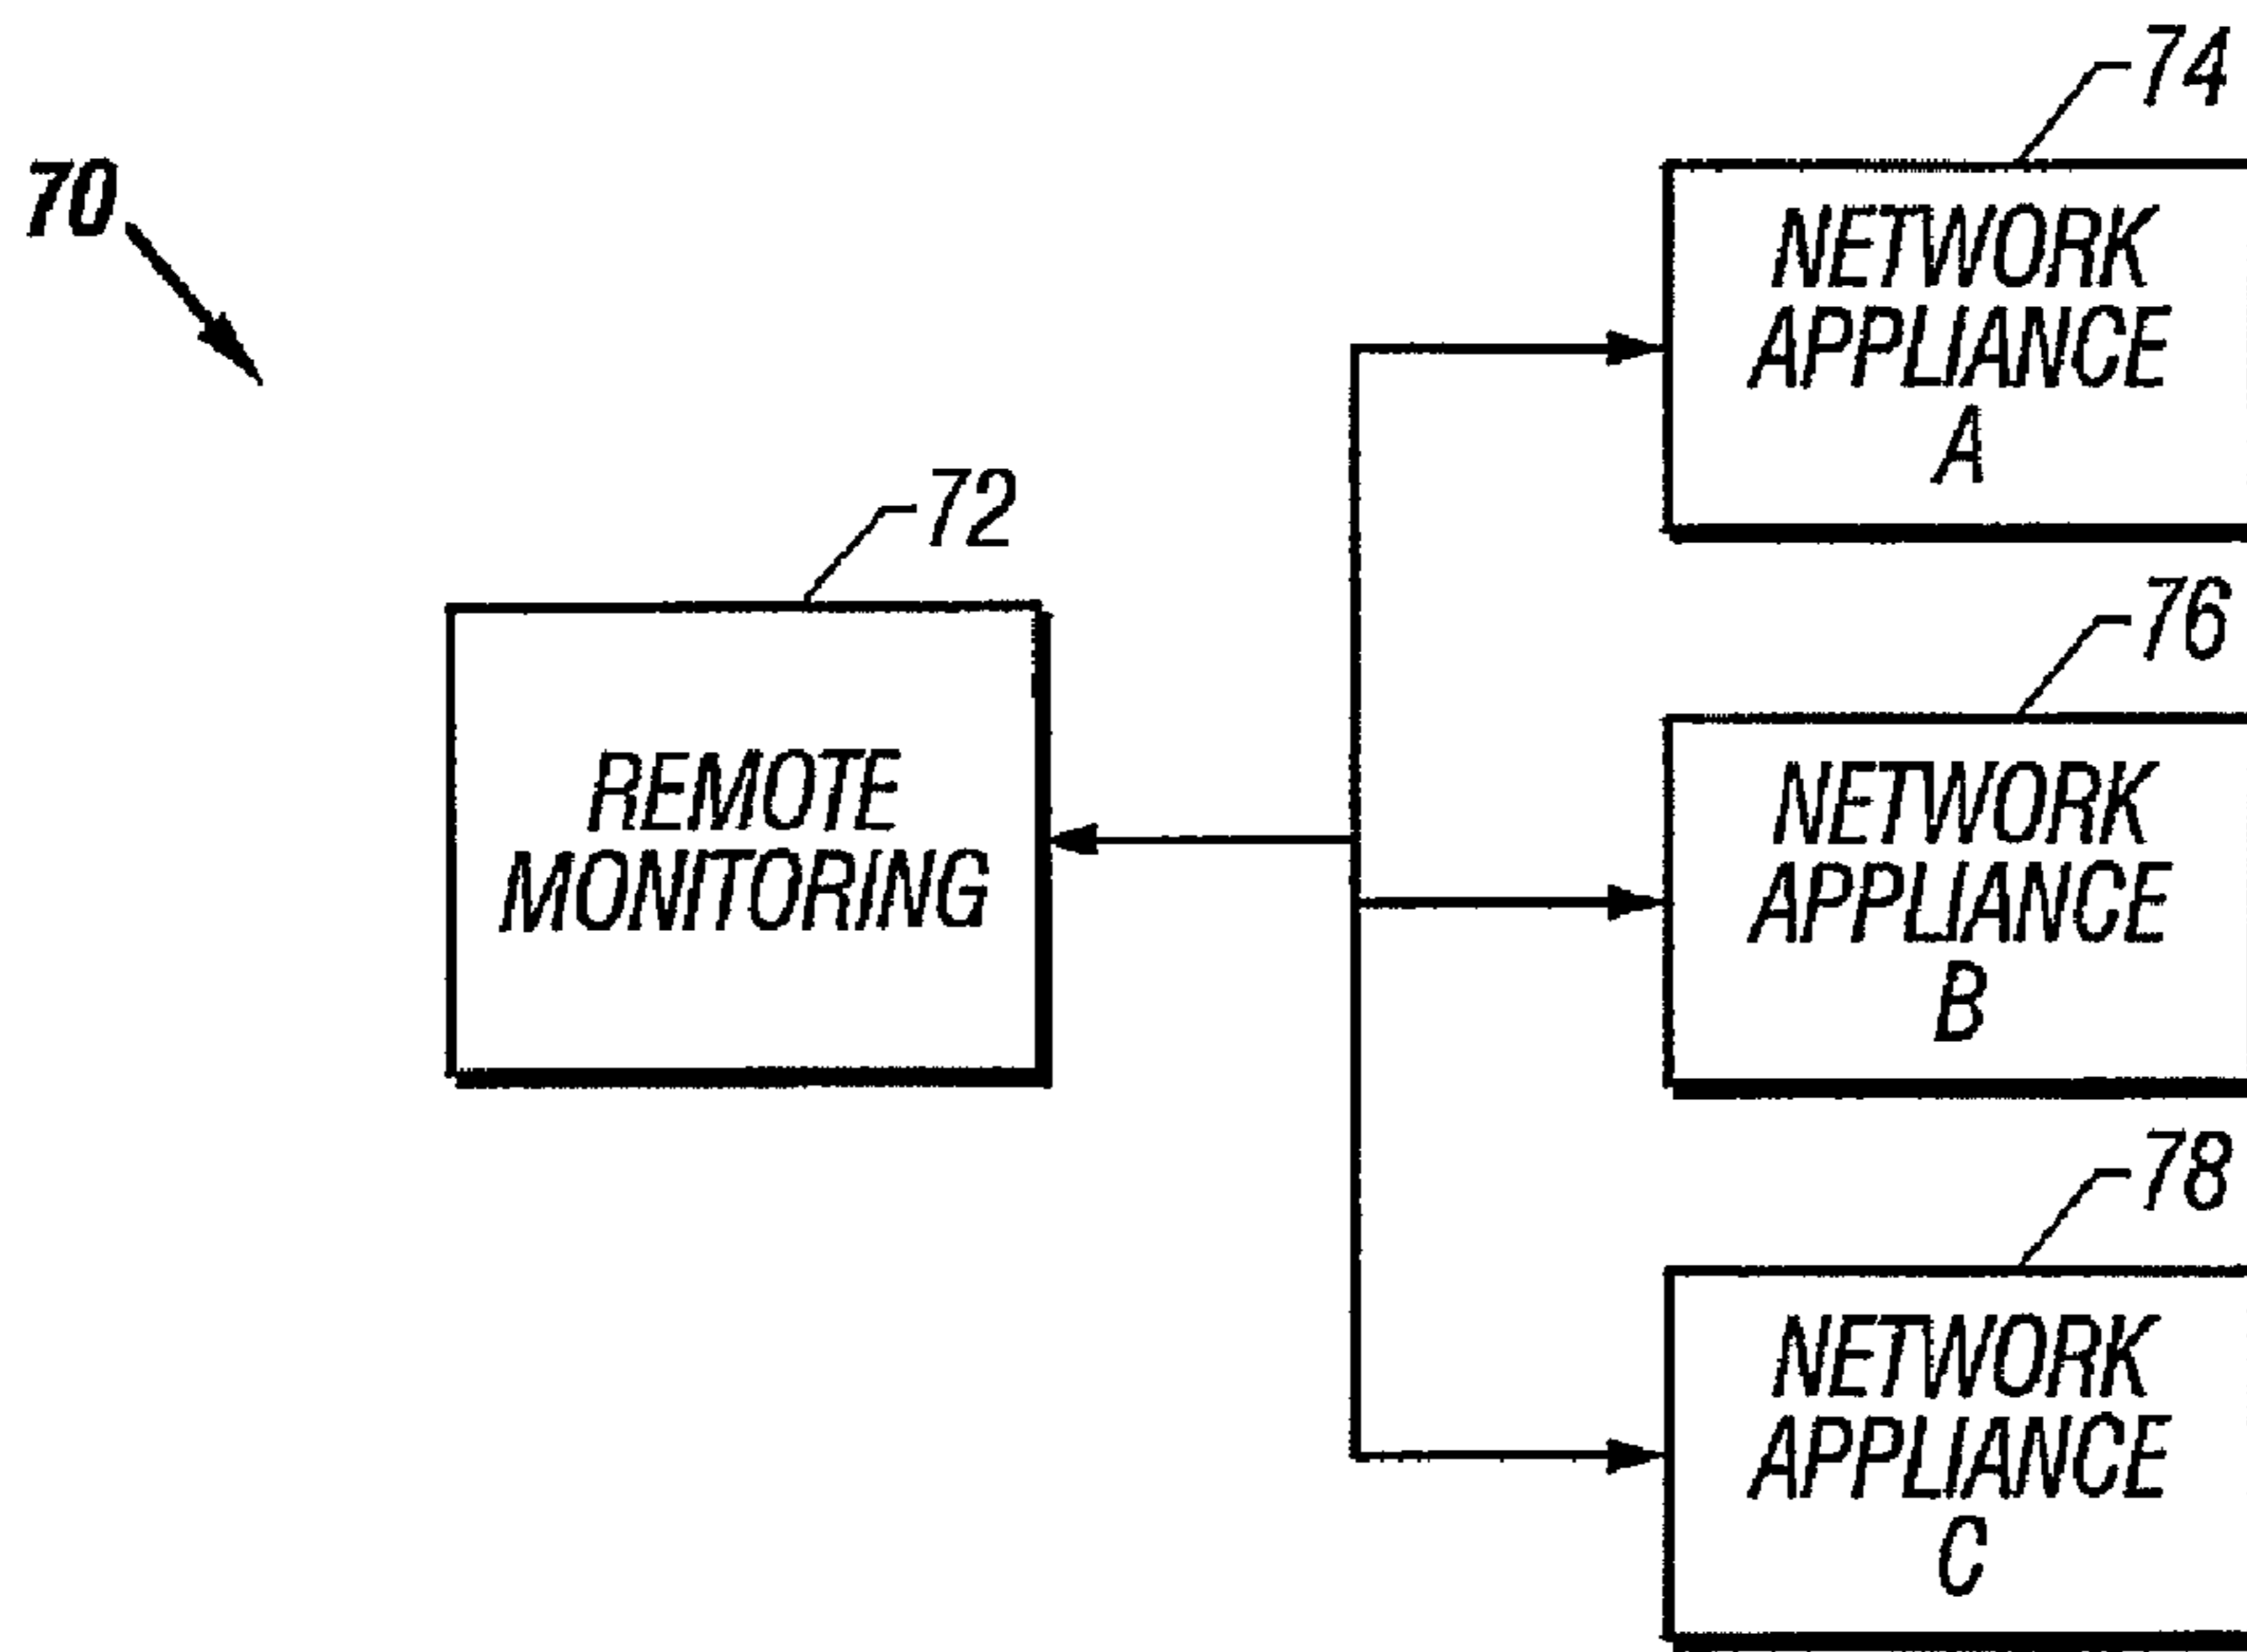 70
74
NETWORK
APPLIANCE
A
72
REMOTE
MONITORING
76
NETWORK
APPLIANCE
B
78
NETWORK
APPLIANCE
C